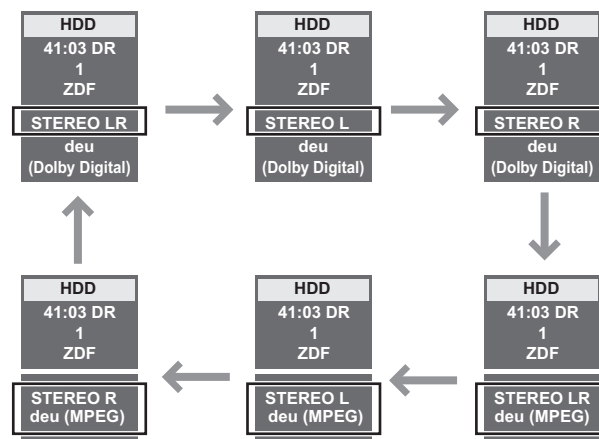 HDD
41:03 DR
1
ZDF
STEREO LR
deu
(Dolby Digital)
HDD
41:03 DR
1
ZDF
STEREO L
deu
(Dolby Digital)
HDD
41:03 DR
1
ZDF
STEREO R
deu
(Dolby Digital)
HDD
41:03 DR
1
ZDF
STEREO R
deu (MPEG)
HDD
41:03 DR
1
ZDF
STEREO L
deu (MPEG)
HDD
41:03 DR
1
ZDF
STEREO LR
deu (MPEG)